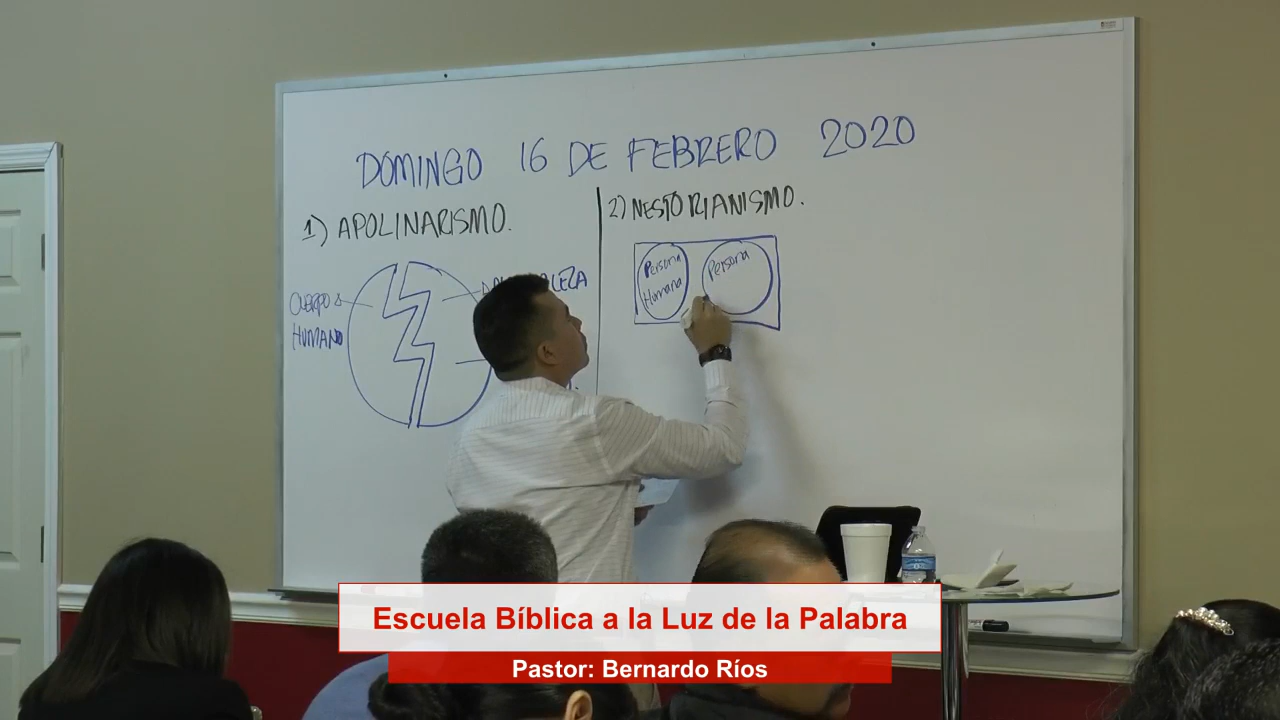 DOMINGO 16 DE FEBRERO 2020
1) APOLINARISMO.
2) NESTORIANISMO.
CUERPO
HUMANO
Persona
Humana
Persona
Escuela Bíblica a la Luz de la Palabra
Pastor: Bernardo Ríos